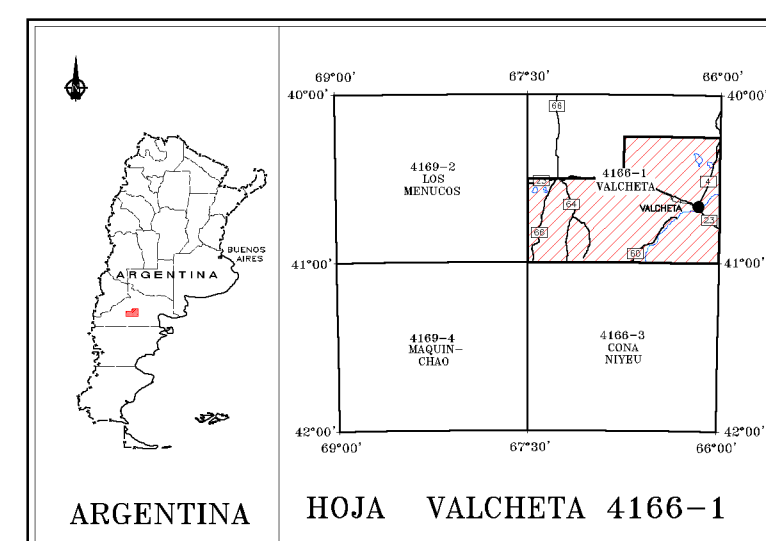 BUENOS
AIRES
ARGENTINA
ARGENTINA
69°00'
67°30'
66°00'
40°00'
40°00'
66
4169-2
LOS
MENUCOS
23
4166-1
VALCHETA
4
64
VALCHETA
66
60
23
41°00'
41°00'
4169-4
MAQUIN-
CHAO
4166-3
CONA
NIYEU
42°00'
42°00'
69°00'
67°30'
66°00'
HOJA VALCHETA 4166-1